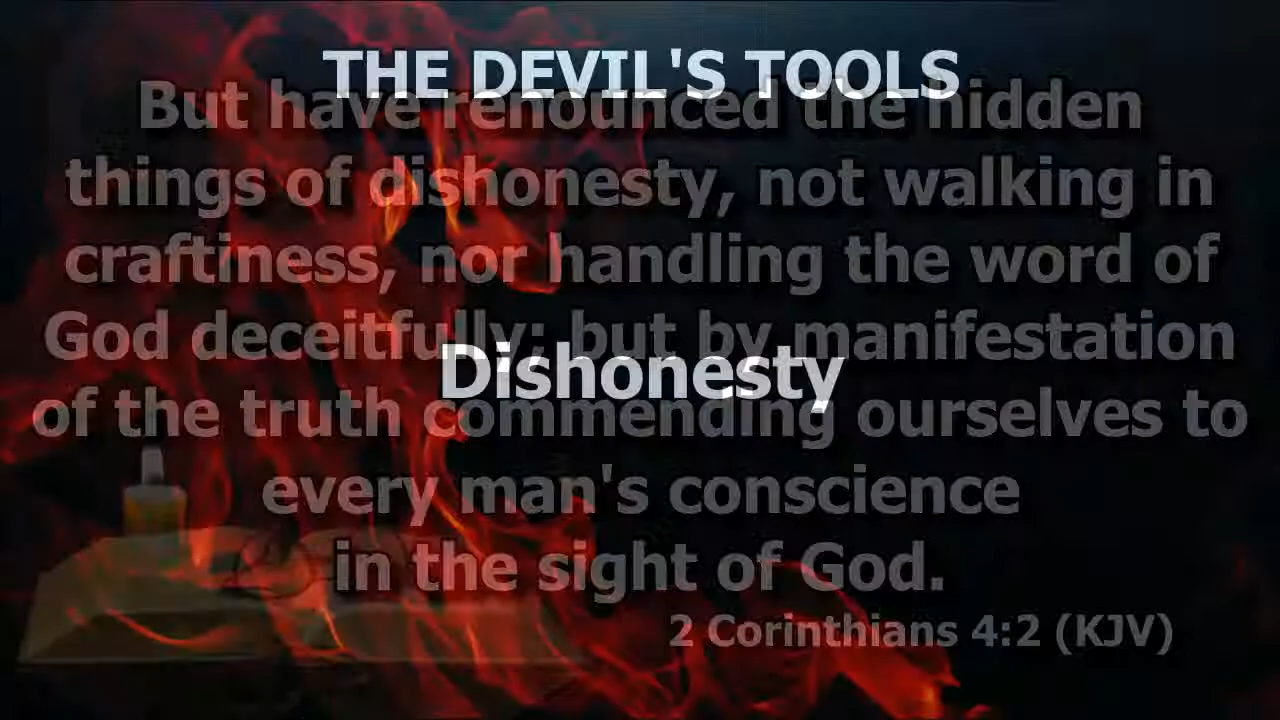 THE DEVIL'S TOOLS
But have renounced the hidden
things of dishonesty, not walking in
craftiness, nor handling the word of
God deceitfully; but by manifestation
Dishonesty
of the truth commending ourselves to
every man's conscience
in the sight of God.
2 Corinthians 4:2 (KJV)